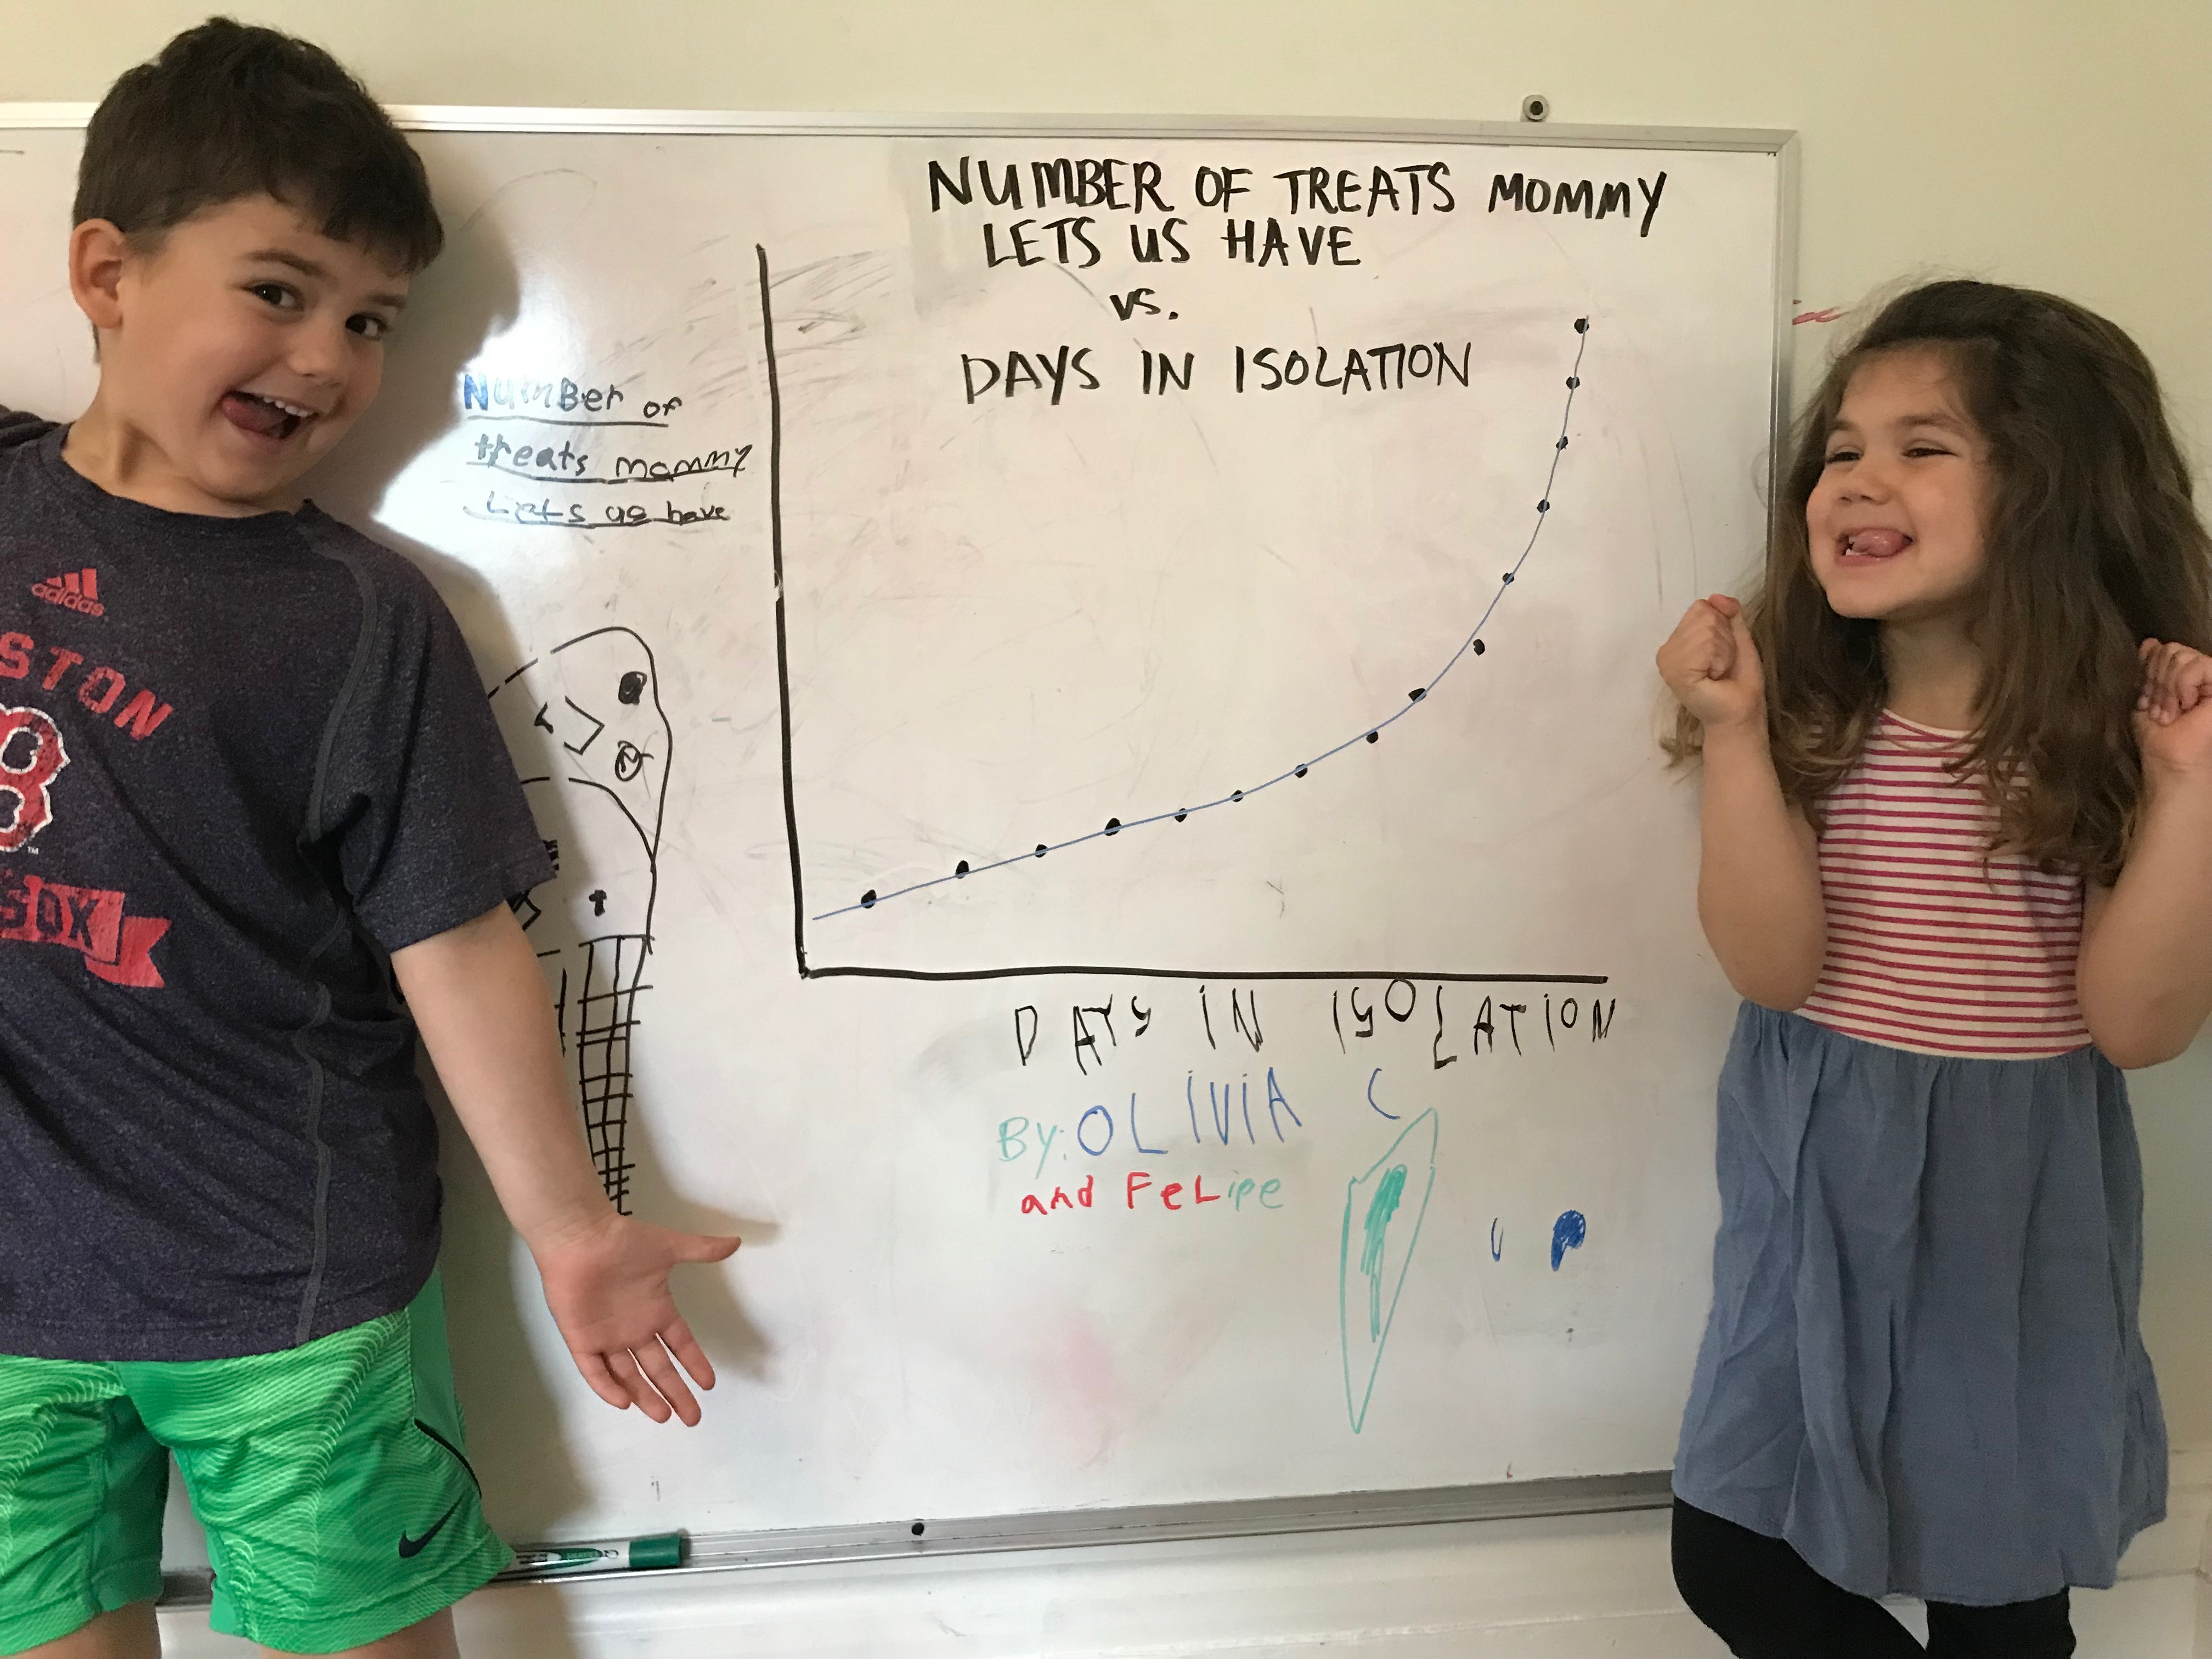 NUMBER OF TREATS MOMMY
LETS US HAVE
vs.
DAYS IN ISOLATION
NumBer of
treats mommy
Lets us have
DAYS IN ISOLATION
By: OLIVIA C
and FeLipe
adidas
STON
B
TM
SOX